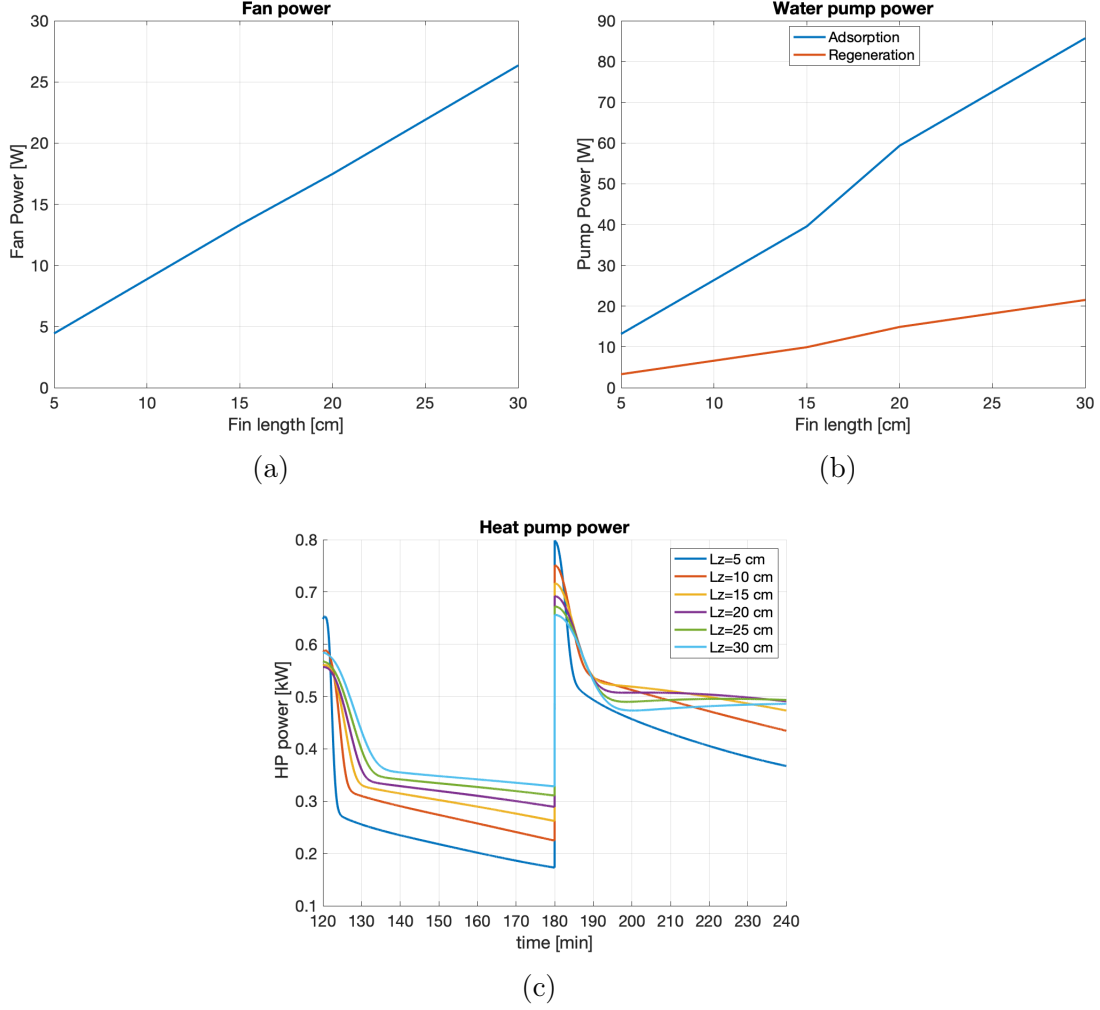 Fan power
30
25
20
15
10
5
0
Fan Power [W]
5 10 15 20 25 30
Fin length [cm]
(a)
Water pump power
Adsorption
Regeneration
90
80
70
60
50
40
30
20
10
0
Pump Power [W]
5 10 15 20 25 30
Fin length [cm]
(b)
Heat pump power
Lz=5 cm
Lz=10 cm
Lz=15 cm
Lz=20 cm
Lz=25 cm
Lz=30 cm
0.8
0.7
0.6
0.5
0.4
0.3
0.2
0.1
HP power [kW]
120 130 140 150 160 170 180 190 200 210 220 230 240
time [min]
(c)